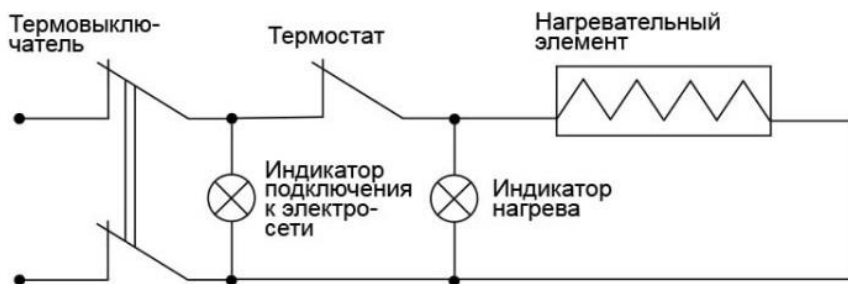 Термовыклю-
чатель
Термостат
Нагревательный
элемент
Индикатор
подключения
к электро-
сети
Индикатор
нагрева